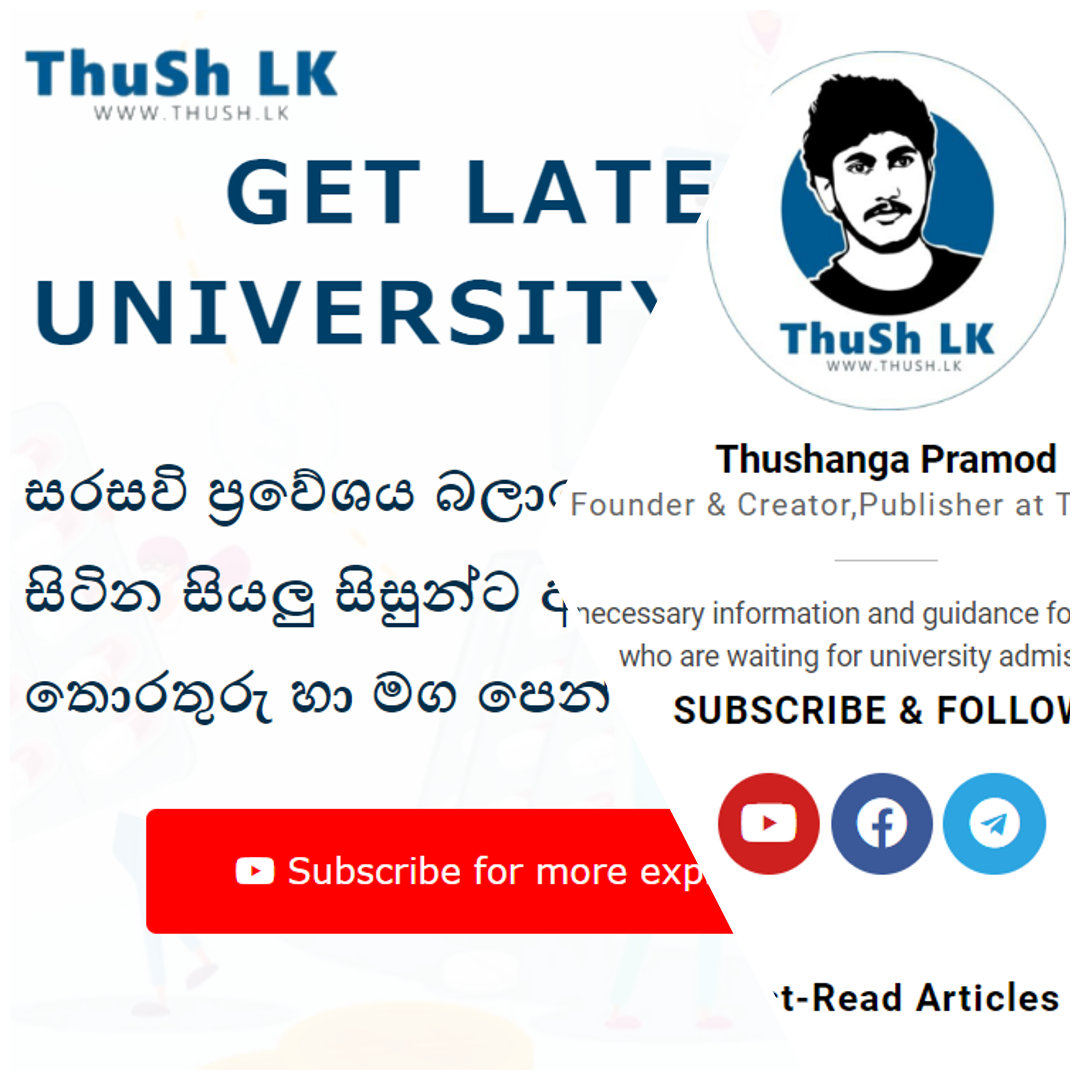 ThuSh LK
WWW.THUSH.LK
GET LATE
UNIVERSITY
සරසවි ප්‍රවේශය
සිටින සියලු සිසුන්ට
තොරතුරු හා මග පෙන
Subscribe for more exp
ThuSh LK
WWW.THUSH.LK
Thushanga Pramod
Founder & Creator,Publisher at T
necessary information and guidance fo
who are waiting for university admis
SUBSCRIBE & FOLLOW
t-Read Articles